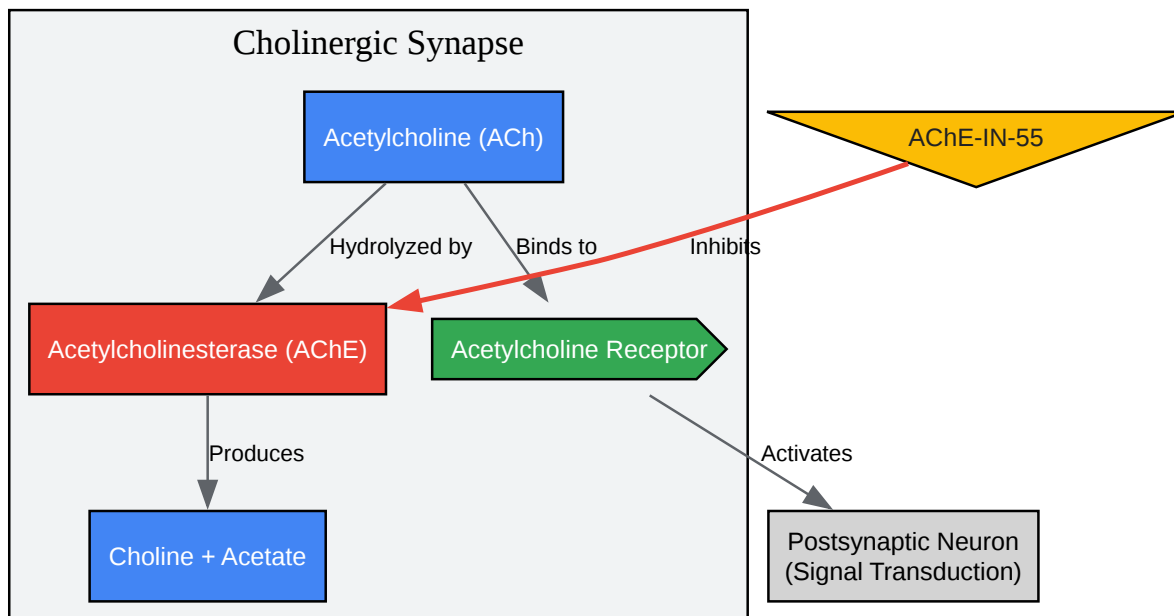 Cholinergic Synapse
Acetylcholine (ACh)
AChE-IN-55
Hydrolyzed by
Binds to
Inhibits
Acetylcholinesterase (AChE)
Acetylcholine Receptor
Produces
Activates
Choline + Acetate
Postsynaptic Neuron
(Signal Transduction)